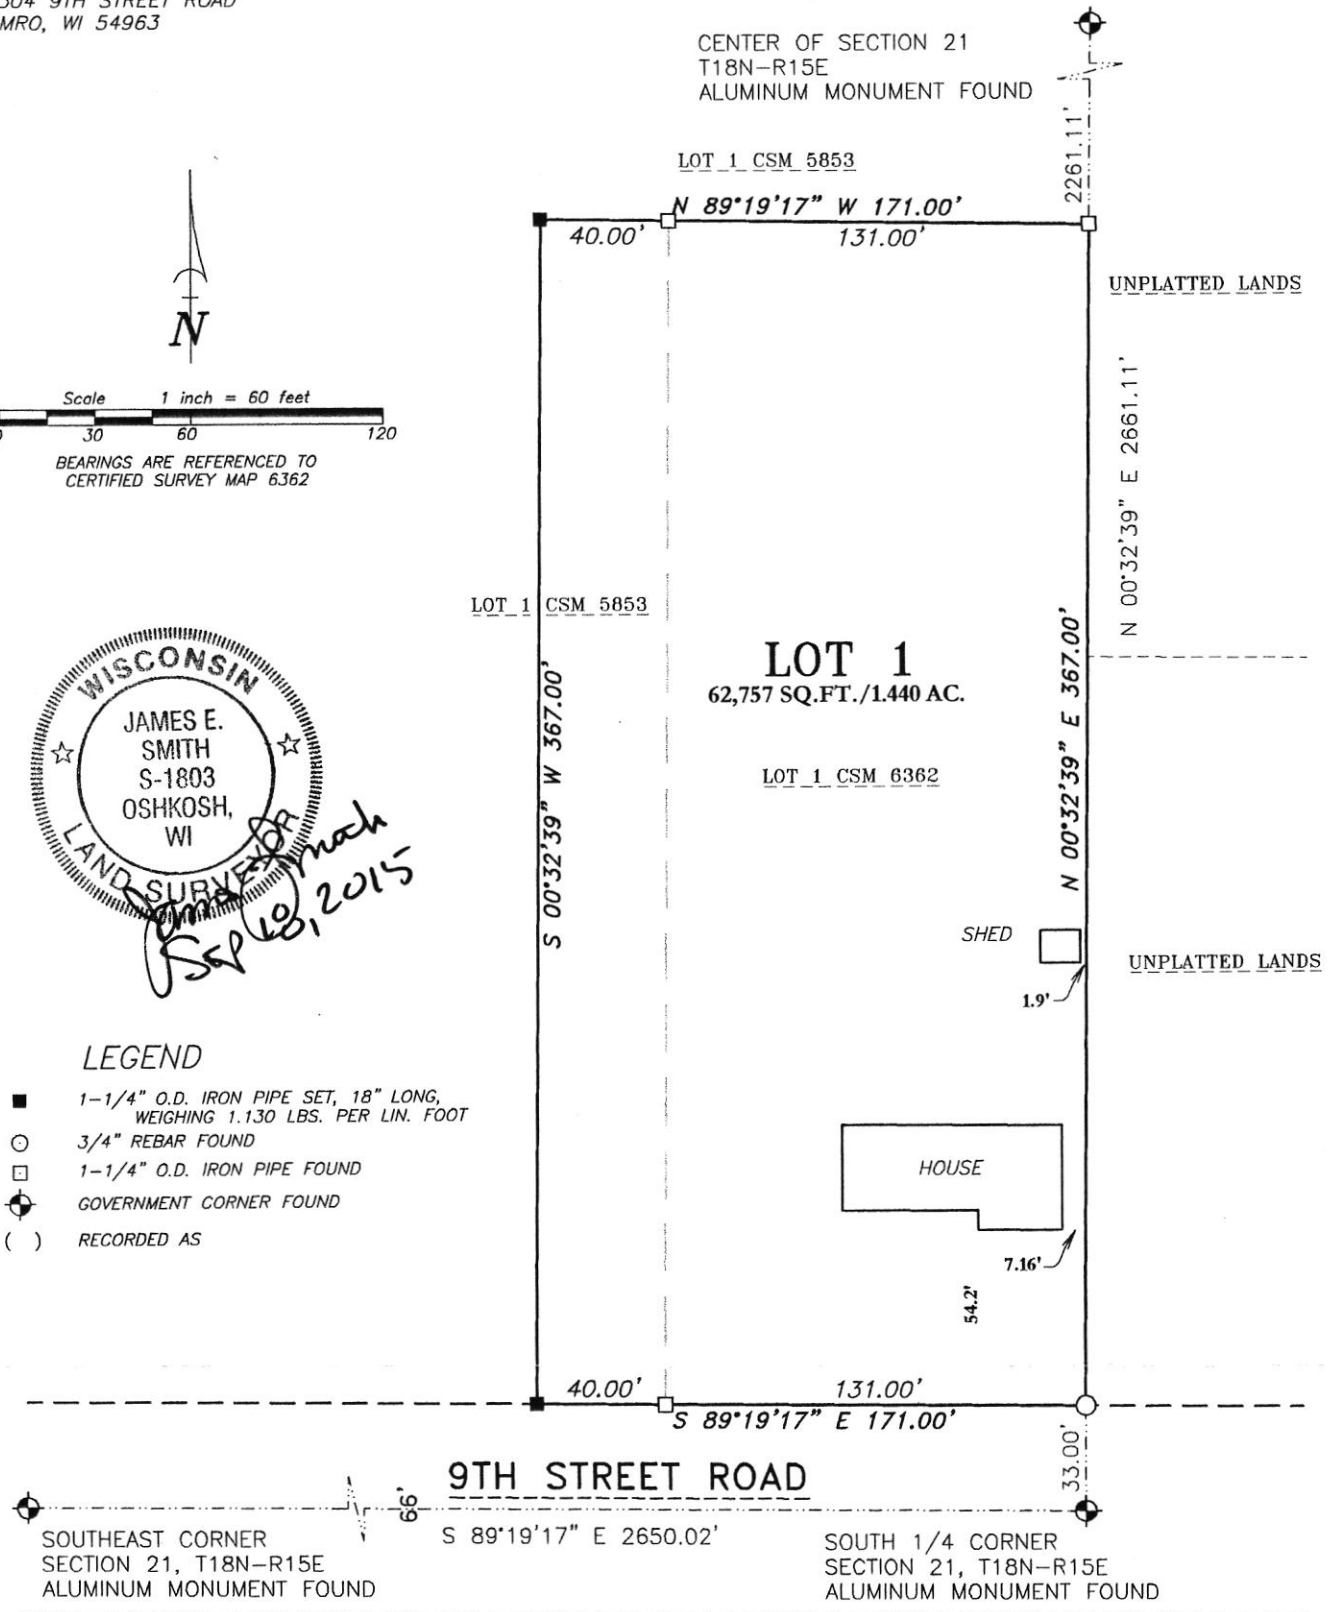 9TH STREET ROAD
MRO, WI 54963
CENTER OF SECTION 21
T18N-R15E
ALUMINUM MONUMENT FOUND
2261.11'
LOT 1 CSM 5853
N 89°19'17" W 171.00'
40.00'
131.00'
UNPLATTED LANDS
N
Scale 1 inch = 60 feet
30 60 120
BEARINGS ARE REFERENCED TO
CERTIFIED SURVEY MAP 6362
N 00°32'39" E 2661.11'
LOT 1 CSM 5853
S 00°32'39" W 367.00'
LOT 1
62,757 SQ.FT./1.440 AC.
LOT 1 CSM 6362
N 00°32'39" E 367.00'
WISCONSIN
JAMES E.
SMITH
S-1803
OSHKOSH,
WI
LAND SURVEYOR
James Smith
Sep 10, 2015
SHED
1.9'
UNPLATTED LANDS
LEGEND
1-1/4" O.D. IRON PIPE SET, 18" LONG,
WEIGHING 1.130 LBS. PER LIN. FOOT
3/4" REBAR FOUND
1-1/4" O.D. IRON PIPE FOUND
GOVERNMENT CORNER FOUND
( ) RECORDED AS
HOUSE
7.16'
54.2'
40.00'
131.00'
S 89°19'17" E 171.00'
33.00'
9TH STREET ROAD
66'
S 89°19'17" E 2650.02'
SOUTHEAST CORNER
SECTION 21, T18N-R15E
ALUMINUM MONUMENT FOUND
SOUTH 1/4 CORNER
SECTION 21, T18N-R15E
ALUMINUM MONUMENT FOUND